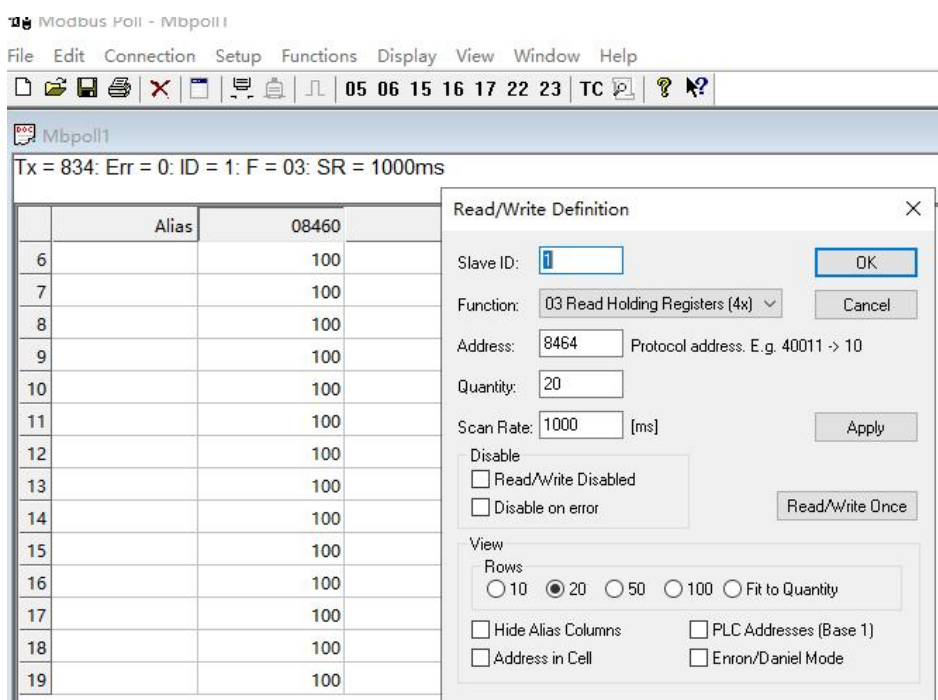 Modbus Poll - Mbpoll1
File Edit Connection Setup Functions Display View Window Help
05 06 15 16 17 22 23 TC
Mbpoll1
Tx = 834: Err = 0: ID = 1: F = 03: SR = 1000ms
Alias 08460
6 100
7 100
8 100
9 100
10 100
11 100
12 100
13 100
14 100
15 100
16 100
17 100
18 100
19 100
Read/Write Definition
Slave ID: 1
OK
Function: 03 Read Holding Registers (4x)
Cancel
Address: 8464 Protocol address. E.g. 40011 -> 10
Quantity: 20
Scan Rate: 1000 [ms]
Apply
Disable
Read/Write Disabled
Disable on error
Read/Write Once
View
Rows
10 20 50 100 Fit to Quantity
Hide Alias Columns PLC Addresses (Base 1)
Address in Cell Enron/Daniel Mode